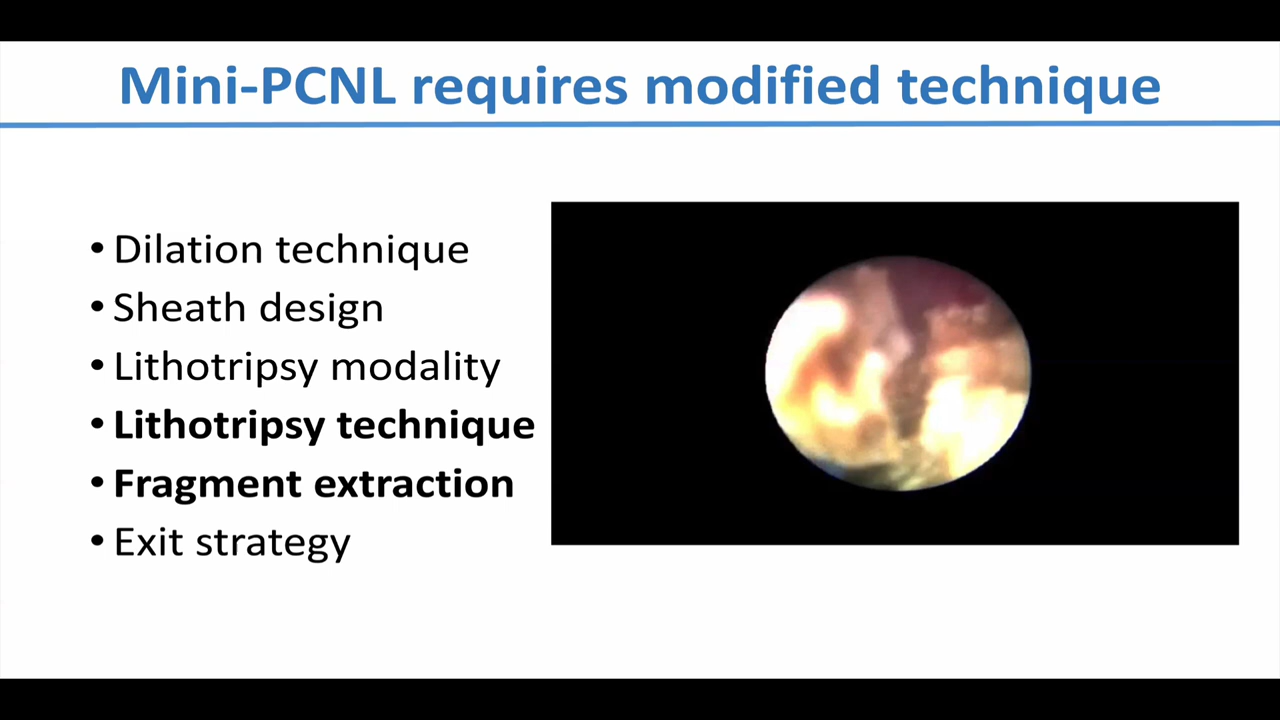 Mini-PCNL requires modified technique
• Dilation technique
• Sheath design
• Lithotripsy modality
• Lithotripsy technique
• Fragment extraction
• Exit strategy